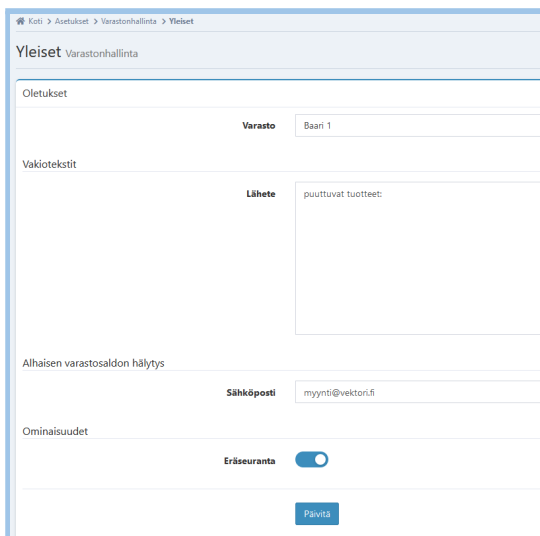 Koti > Asetukset > Varastonhallinta > Yleiset
Yleiset Varastonhallinta
Oletukset
Varasto Baari 1
Vakiotekstit
Lähete puuttuvat tuotteet:
Alhaisen varastosaldon hälytys
Sähköposti myynti@vektori.fi
Ominaisuudet
Eräseuranta
Päivitä